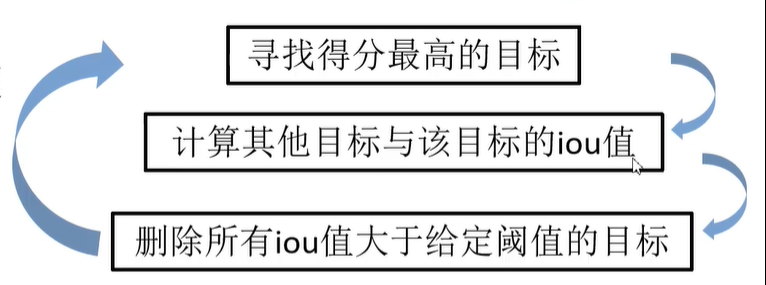 寻找得分最高的目标
计算其他目标与该目标的iou值
删除所有iou值大于给定阈值的目标